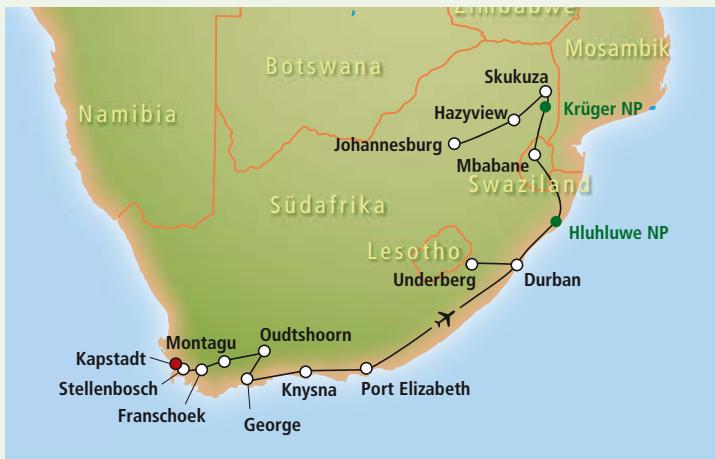 Zimbabwe
Mosambik
Botswana
Skukuza
Namibia
Hazyview
Krüger NP
Johannesburg
Mbabane
Swaziland
Südafrika
Hluhluwe NP
Lesotho
Underberg
Durban
Montagu
Oudtshoorn
Kapstadt
Stellenbosch
Knysna
Port Elizabeth
Franschoek
George